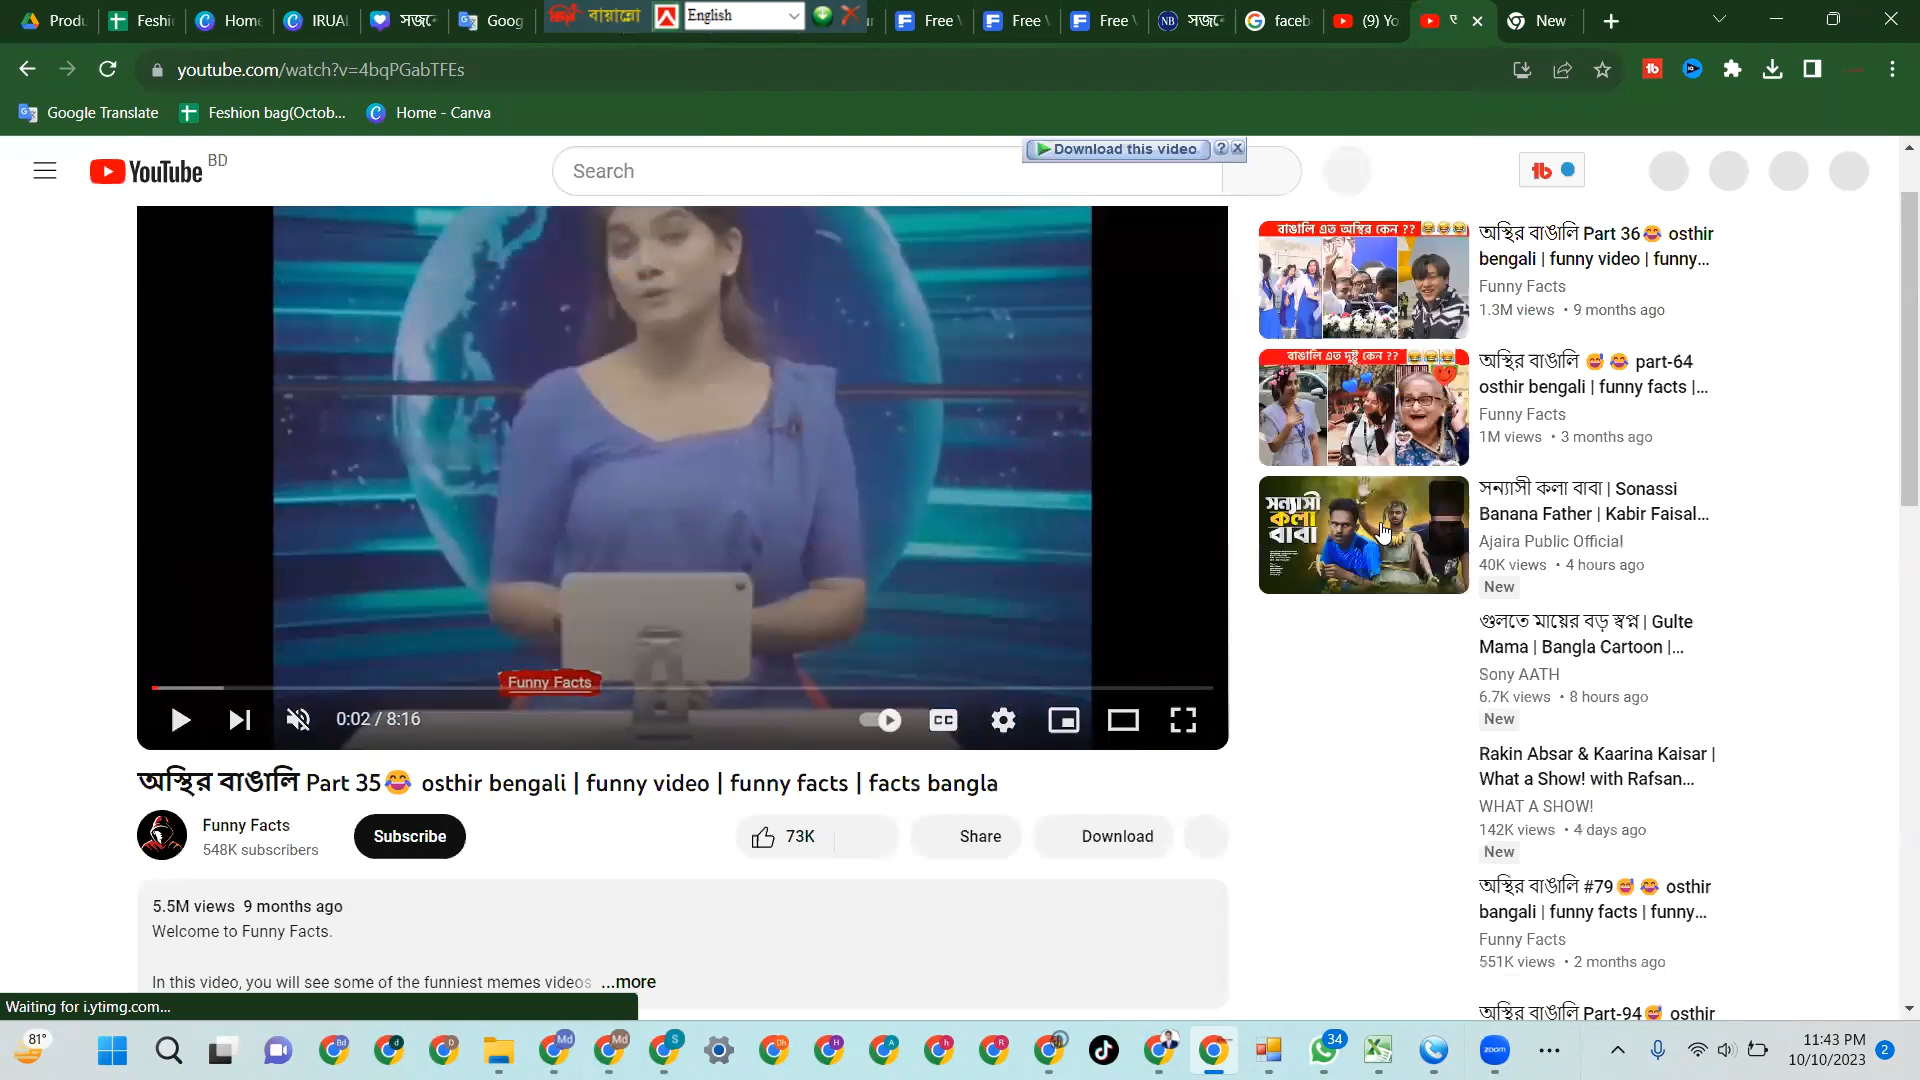 Produ
Feshi
Home
IRUAL
সজFে
Goog
বায়ান্নো
English
Free
Free
Free
সজFে
faceb
(9) Yo
New
youtube.com/watch?v=4bqPGabTFEs
Google Translate
Feshion bag(Octob...
Home - Canva
YouTube BD
Search
Download this video
Funny Facts
0:02 / 8:16
CC
অস্থির বাঙালি Part 35😂 osthir bengali | funny video | funny facts | facts bangla
Funny Facts
548K subscribers
Subscribe
73K
Share
Download
5.5M views 9 months ago
Welcome to Funny Facts.
In this video, you will see some of the funniest memes videos ...more
Waiting for i.ytimg.com...
বাঙালি এত অস্থির কেন ??
অস্থির বাঙালি Part 36😂 osthir
bengali | funny video | funny...
Funny Facts
1.3M views • 9 months ago
বাঙালি এত দুষ্টু কেন ??
অস্থির বাঙালি 😅 😂 part-64
osthir bengali | funny facts |...
Funny Facts
1M views • 3 months ago
সন্যাসী
কলা
বাবা
সন্যাসী কলা বাবা | Sonassi
Banana Father | Kabir Faisal...
Ajaira Public Official
40K views • 4 hours ago
New
গুলতে মায়ের বড় স্বপ্ন | Gulte
Mama | Bangla Cartoon |...
Sony AATH
6.7K views • 8 hours ago
New
Rakin Absar & Kaarina Kaisar |
What a Show! with Rafsan...
WHAT A SHOW!
142K views • 4 days ago
New
অস্থির বাঙালি #79😅 😂 osthir
bangali | funny facts | funny...
Funny Facts
551K views • 2 months ago
অস্থির বাঙালি Part-94😅 osthir
81°
34
zoom
11:43 PM
10/10/2023
2